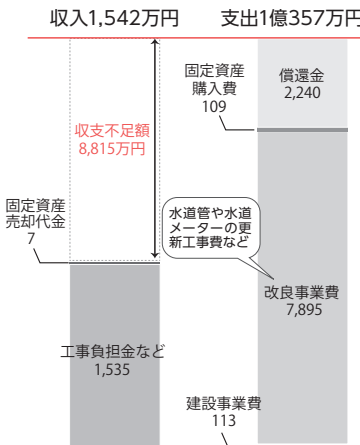 収入1,542万円
支出1億357万円
固定資産
購入費
109
償還金
2,240
収支不足額
8,815万円
固定資産
売却代金
7
水道管や水道
メーターの更
新工事費など
改良事業費
7,895
工事負担金など
1,535
建設事業費
113